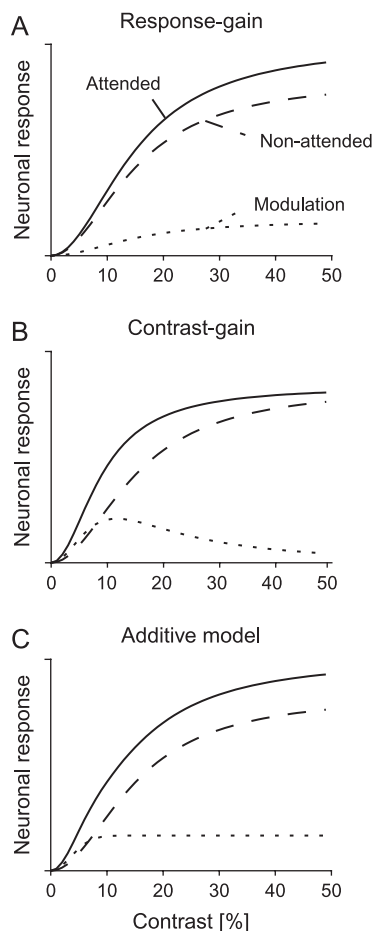 A
Response-gain
Attended
Non-attended
Modulation
Neuronal response
0 10 20 30 40 50
B
Contrast-gain
Neuronal response
0 10 20 30 40 50
C
Additive model
Neuronal response
0 10 20 30 40 50
Contrast [%]